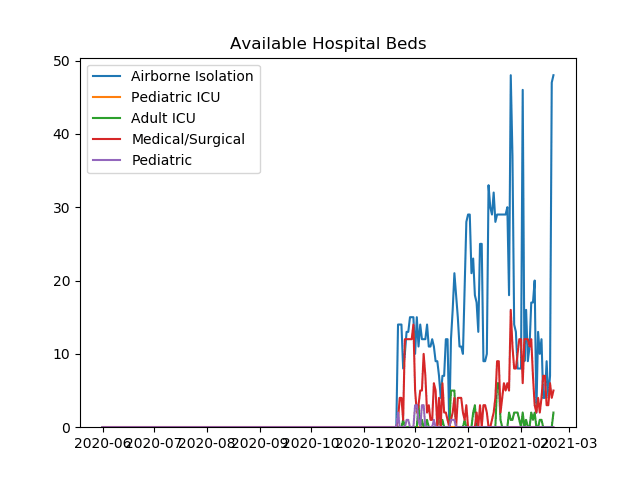 Available Hospital Beds
50
40
30
20
10
0
Airborne Isolation
Pediatric ICU
Adult ICU
Medical/Surgical
Pediatric
2020-06 2020-07 2020-08 2020-09 2020-10 2020-11 2020-12 2021-01 2021-02 2021-03